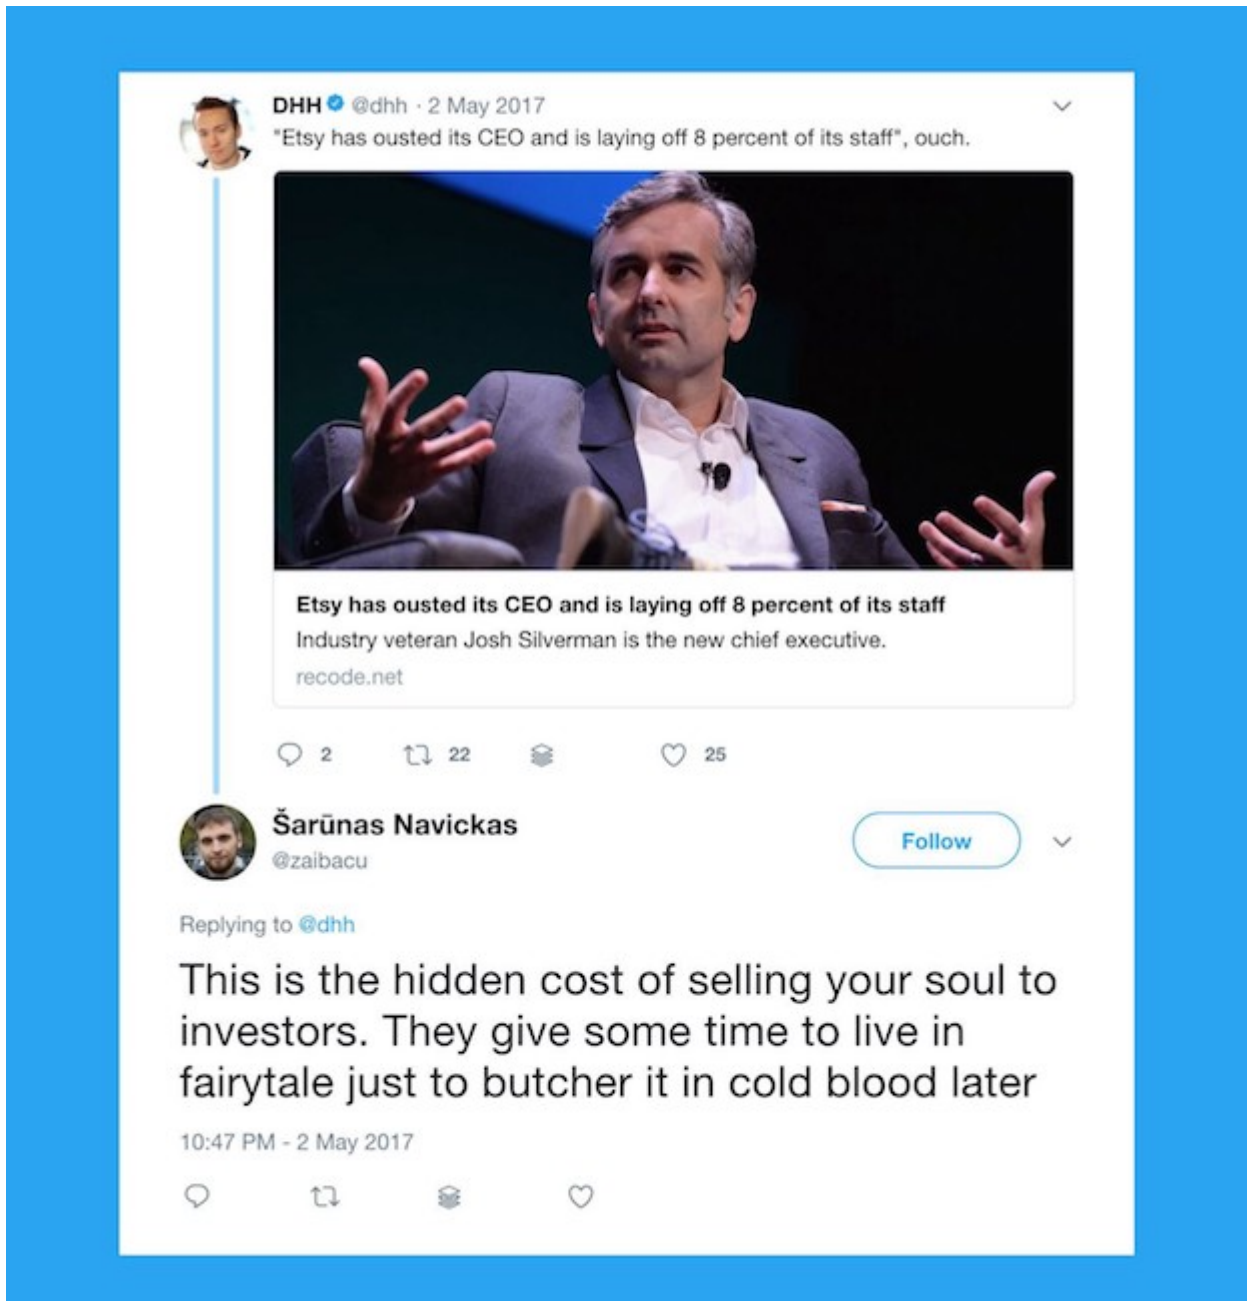 DHH @dhh · 2 May 2017
"Etsy has ousted its CEO and is laying off 8 percent of its staff", ouch.
Etsy has ousted its CEO and is laying off 8 percent of its staff
Industry veteran Josh Silverman is the new chief executive.
recode.net
2 22 25
Šarūnas Navickas
@zaibacu
Follow
Replying to @dhh
This is the hidden cost of selling your soul to
investors. They give some time to live in
fairytale just to butcher it in cold blood later
10:47 PM - 2 May 2017